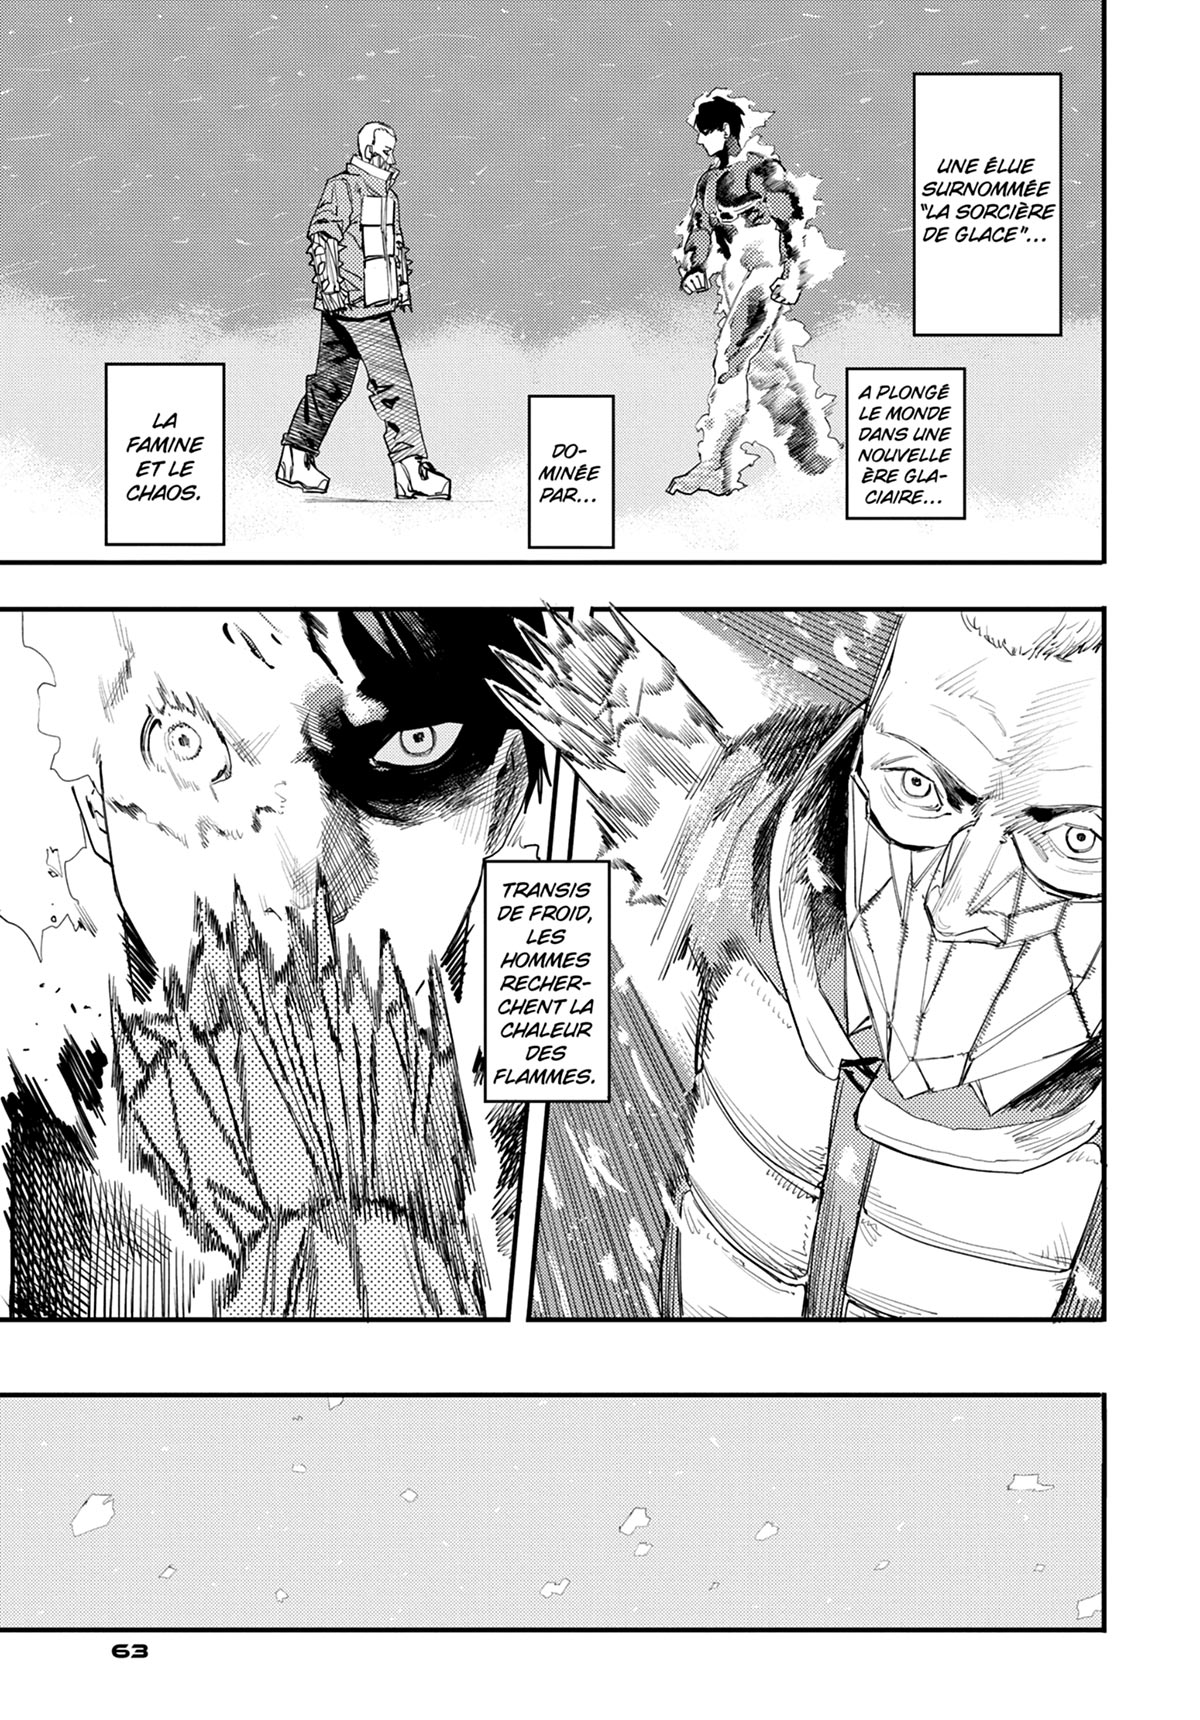 UNE ÉLUE
SURNOMMÉE
"LA SORCIÈRE
DE GLACE"...
A PLONGÉ
LE MONDE
DANS UNE
NOUVELLE
ÈRE GLA-
CIAIRE...
DO-
MINÉE
PAR...
LA
FAMINE
ET LE
CHAOS.
TRANSIS
DE FROID,
LES
HOMMES
RECHER-
CHENT LA
CHALEUR
DES
FLAMMES.
63